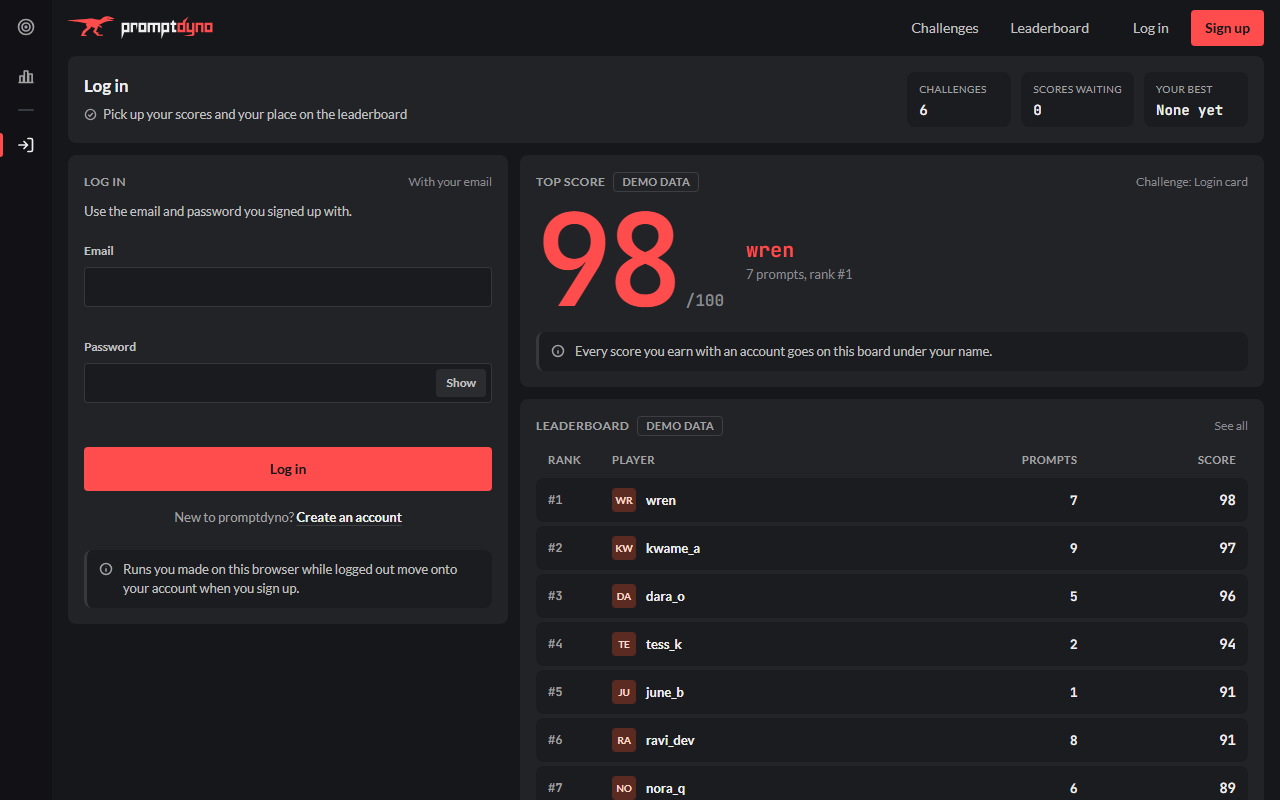 promptdyno
Challenges
Leaderboard
Log in
Sign up
Log in
Pick up your scores and your place on the leaderboard
CHALLENGES
6
SCORES WAITING
0
YOUR BEST
None yet
LOG IN
With your email
Use the email and password you signed up with.
Email
Password
Show
Log in
New to promptdyno? Create an account
Runs you made on this browser while logged out move onto
your account when you sign up.
TOP SCORE
DEMO DATA
Challenge: Login card
98 /100
wren
7 prompts, rank #1
Every score you earn with an account goes on this board under your name.
LEADERBOARD
DEMO DATA
See all
RANK PLAYER PROMPTS SCORE
#1 WR wren 7 98
#2 KW kwame_a 9 97
#3 DA dara_o 5 96
#4 TE tess_k 2 94
#5 JU june_b 1 91
#6 RA ravi_dev 8 91
#7 NO nora_q 6 89